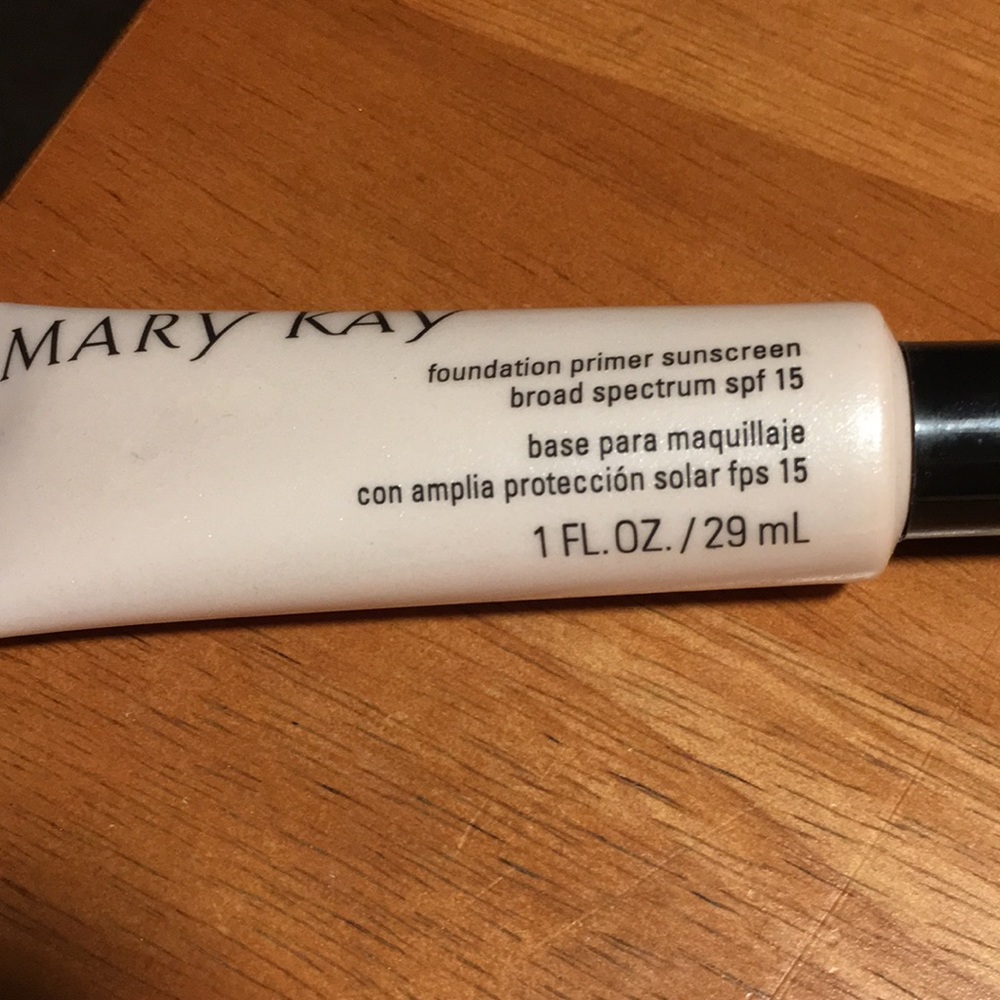 MARY KAY
foundation primer sunscreen
broad spectrum spf 15
base para maquillaje
con amplia protección solar fps 15
1 FL.OZ. / 29 mL